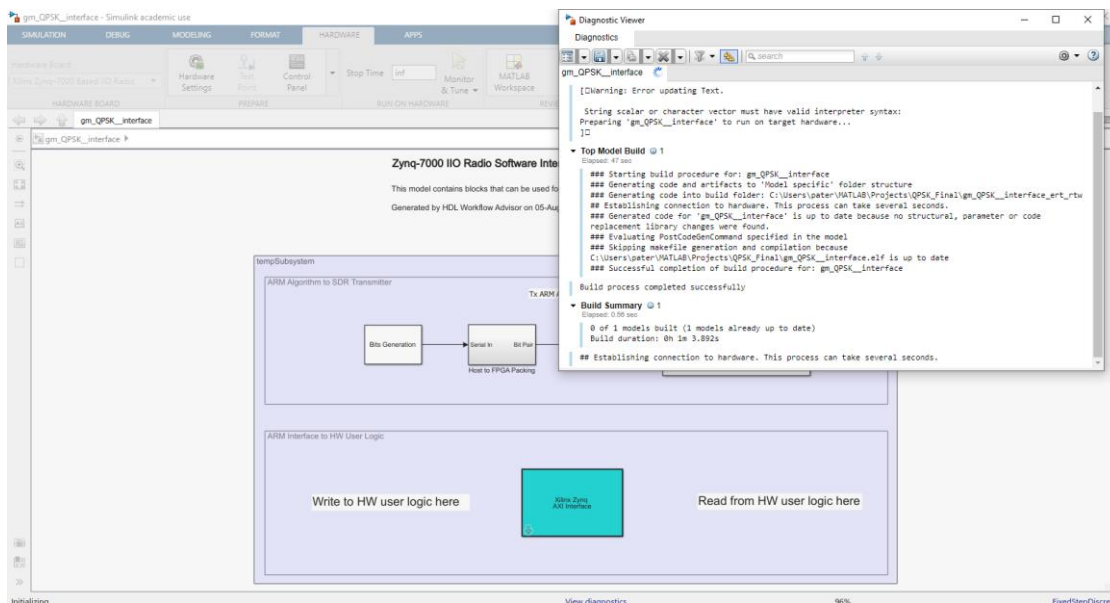 gm_QPSK__interface - Simulink academic use
SIMULATION DEBUG MODELING FORMAT HARDWARE APPS
Hardware Board
Xilinx Zynq-7000 Based IIO Radio
Hardware Settings
Control Panel
Stop Time inf
Monitor & Tune
MATLAB Workspace
HARDWARE BOARD PREPARE RUN ON HARDWARE
gm_QPSK__interface
gm_QPSK__interface
Zynq-7000 IIO Radio Software Inte
This model contains blocks that can be used fo
Generated by HDL Workflow Advisor on 05-Aug
tempSubsystem
ARM Algorithm to SDR Transmitter
Tx ARM A
Bits Generation
Serial In Bit Pair
Host to FPGA Packing
ARM Interface to HW User Logic
Write to HW user logic here
Xilinx Zynq
AXI Interface
Read from HW user logic here
Initializing View diagnostics 96% FixedStepDiscre
Diagnostic Viewer
Diagnostics
search
gm_QPSK__interface
[Warning: Error updating Text.
String scalar or character vector must have valid interpreter syntax:
Preparing 'gm_QPSK__interface' to run on target hardware...
]
Top Model Build 1
Elapsed: 47 sec
### Starting build procedure for: gm_QPSK__interface
### Generating code and artifacts to 'Model specific' folder structure
### Generating code into build folder: C:\Users\pater\MATLAB\Projects\QPSK_Final\gm_QPSK__interface_ert_rtw
## Establishing connection to hardware. This process can take several seconds.
### Generated code for 'gm_QPSK__interface' is up to date because no structural, parameter or code
replacement library changes were found.
### Evaluating PostCodeGenCommand specified in the model
### Skipping makefile generation and compilation because
C:\Users\pater\MATLAB\Projects\QPSK_Final\gm_QPSK__interface.elf is up to date
### Successful completion of build procedure for: gm_QPSK__interface
Build process completed successfully
Build Summary 1
Elapsed: 0.56 sec
0 of 1 models built (1 models already up to date)
Build duration: 0h 1m 3.892s
## Establishing connection to hardware. This process can take several seconds.